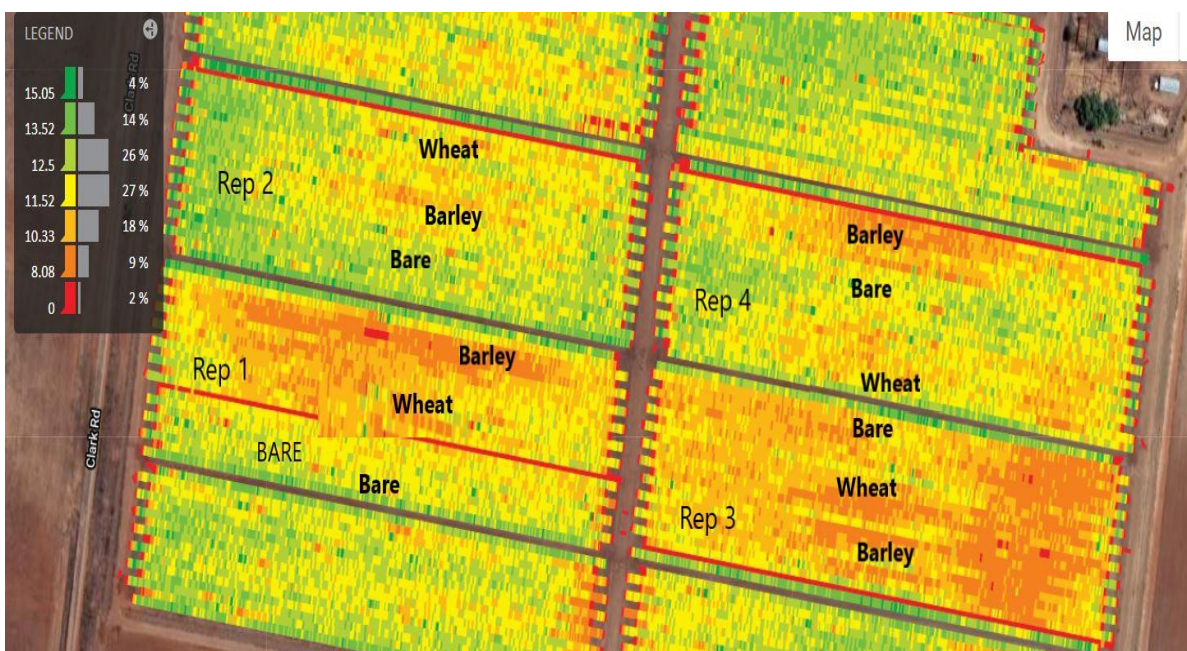 LEGEND
15.05 4 %
13.52 14 %
12.5 26 %
11.52 27 %
10.33 18 %
8.08 9 %
0 2 %
Clark Rd
Map
Wheat
Rep 2
Barley
Bare
Barley
Bare
Rep 4
Wheat
Rep 1
Barley
Wheat
BARE
Bare
Clark Rd
Bare
Wheat
Rep 3
Barley